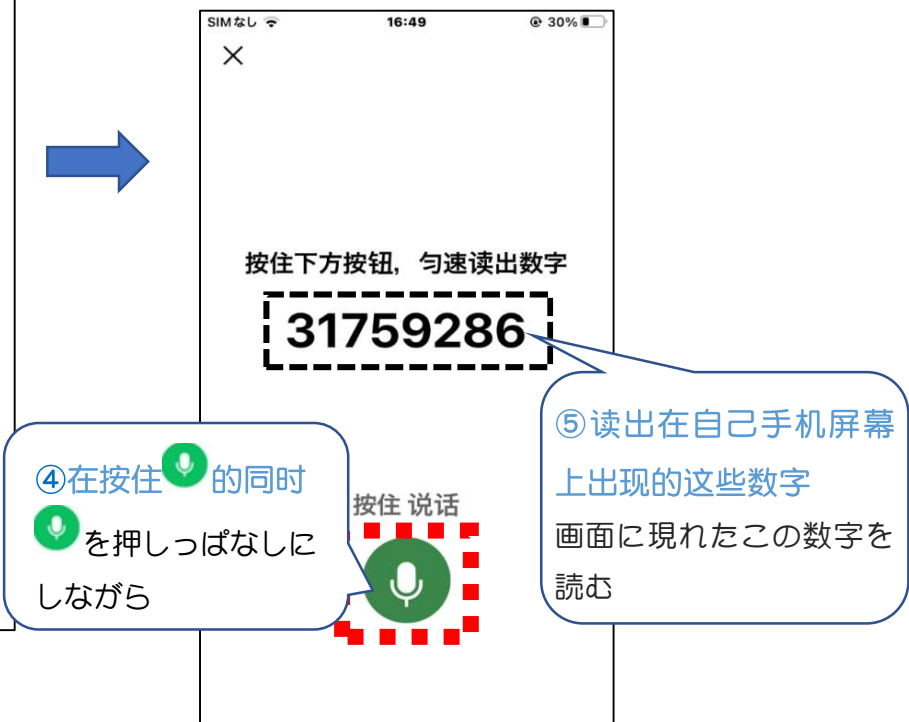 SIMなし 16:49 30%
按住下方按钮，匀速读出数字
31759286
④在按住 的同时
を押しっぱなしに
しながら
按住 说话
⑤读出在自己手机屏幕
上出现的这些数字
画面に現れたこの数字を
読む